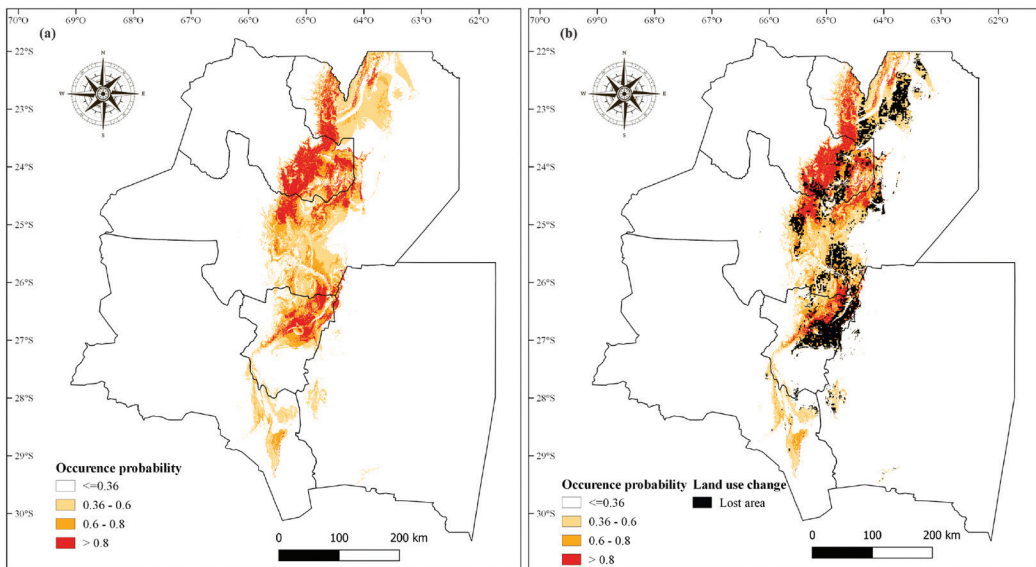 70°O 69°O 68°O 67°O 66°O 65°O 64°O 63°O 62°O
(a)
N
W E
S
22°S
23°S
24°S
25°S
26°S
27°S
28°S
29°S
30°S
Occurence probability
<=0.36
0.36 - 0.6
0.6 - 0.8
> 0.8
0 100 200 km
70°O 69°O 68°O 67°O 66°O 65°O 64°O 63°O 62°O
(b)
N
W E
S
22°S
23°S
24°S
25°S
26°S
27°S
28°S
29°S
30°S
Occurence probability Land use change
<=0.36 Lost area
0.36 - 0.6
0.6 - 0.8
> 0.8
0 100 200 km